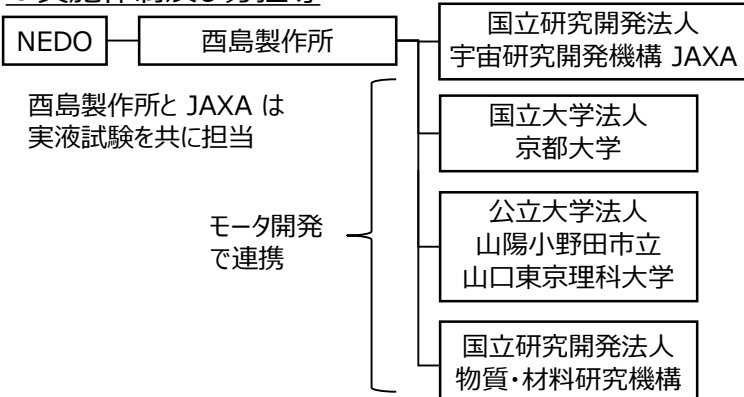 ●実施体制及び分担等
NEDO
酉島製作所
国立研究開発法人
宇宙研究開発機構 JAXA
酉島製作所と JAXA は
実液試験を共に担当
国立大学法人
京都大学
モータ開発
で連携
公立大学法人
山陽小野田市立
山口東京理科大学
国立研究開発法人
物質・材料研究機構